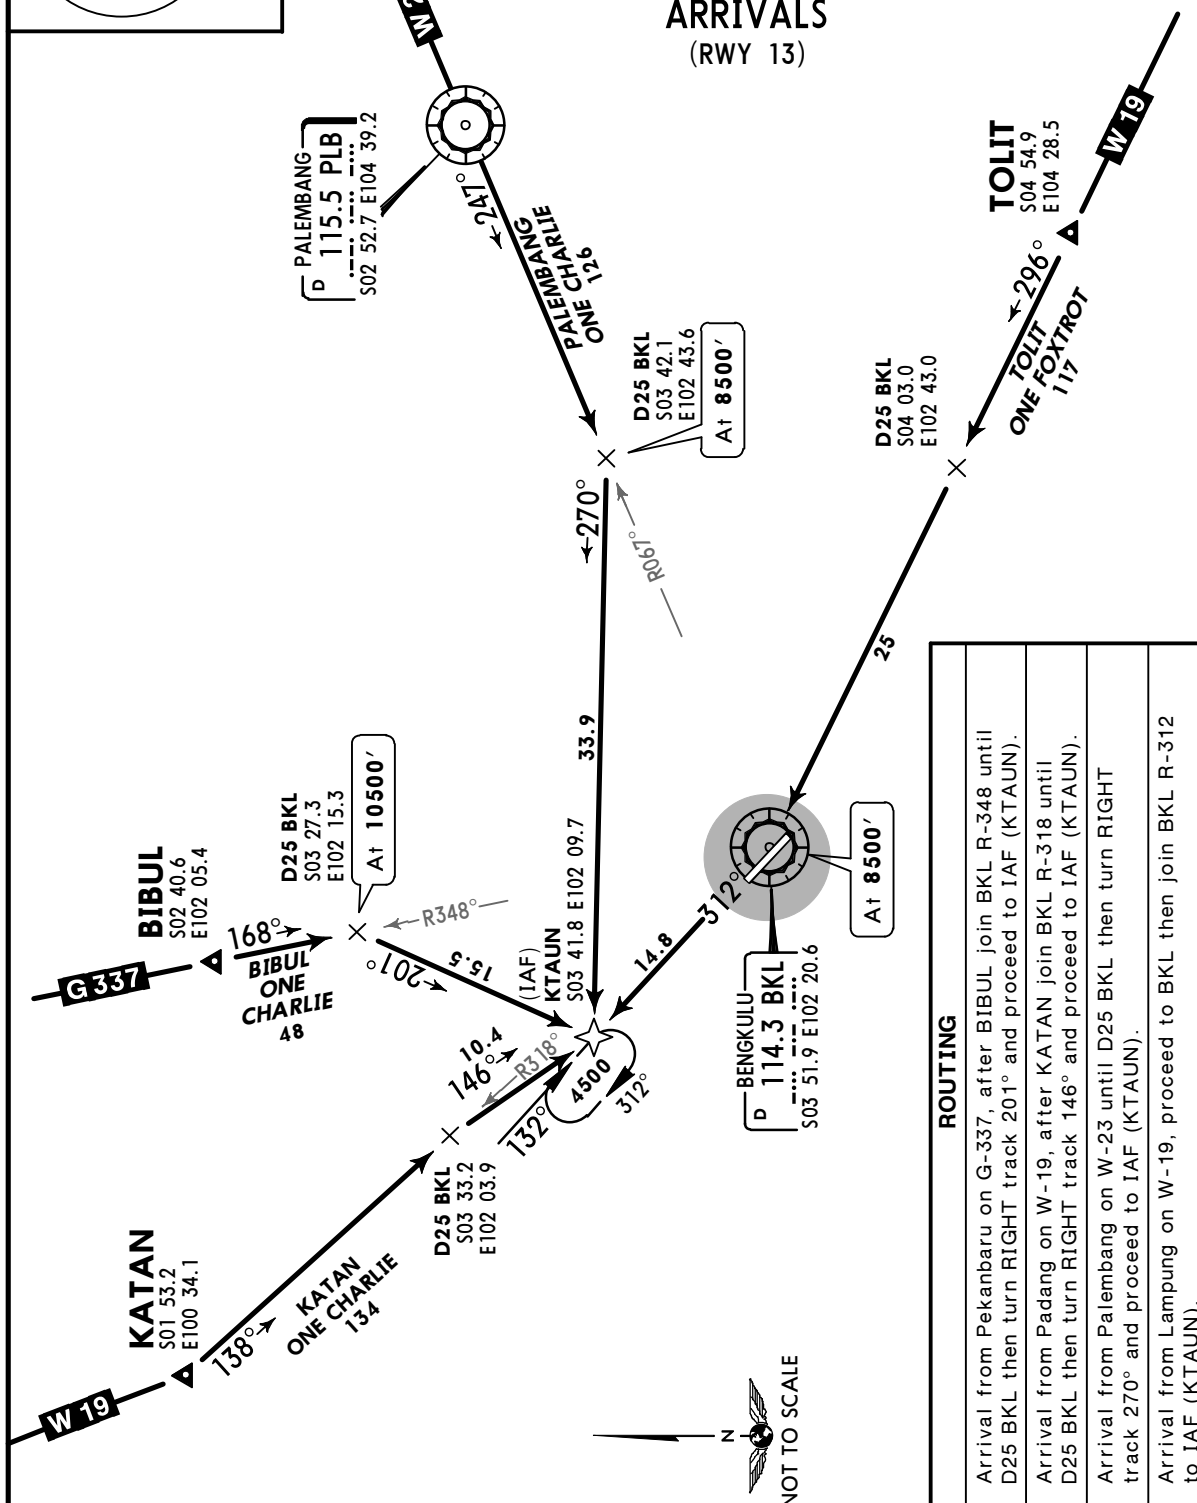 ARRIVALS
(RWY 13)
W 19
TOLIT
S04 54.9
E104 28.5
PALEMBANG
D 115.5 PLB
S02 52.7 E104 39.2
247°
PALEMBANG
ONE CHARLIE
126
296°
TOLIT
ONE FOXTROT
117
D25 BKL
S03 42.1
E102 43.6
At 8500'
D25 BKL
S04 03.0
E102 43.0
270°
R067°
33.9
25
BIBUL
S02 40.6
E102 05.4
G 337
168°
BIBUL
ONE
CHARLIE
48
D25 BKL
S03 27.3
E102 15.3
At 10500'
R348°
201°
15.5
(IAF)
KTAUN
S03 41.8 E102 09.7
14.8
312°
At 8500'
BENGKULU
D 114.3 BKL
S03 51.9 E102 20.6
10.4
146°
R318°
4500
132°
312°
D25 BKL
S03 33.2
E102 03.9
KATAN
S01 53.2
E100 34.1
W 19
138°
KATAN
ONE CHARLIE
134
N
NOT TO SCALE
ROUTING
Arrival from Pekanbaru on G-337, after BIBUL join BKL R-348 until
D25 BKL then turn RIGHT track 201° and proceed to IAF (KTAUN).
Arrival from Padang on W-19, after KATAN join BKL R-318 until
D25 BKL then turn RIGHT track 146° and proceed to IAF (KTAUN).
Arrival from Palembang on W-23 until D25 BKL then turn RIGHT
track 270° and proceed to IAF (KTAUN).
Arrival from Lampung on W-19, proceed to BKL then join BKL R-312
to IAF (KTAUN).